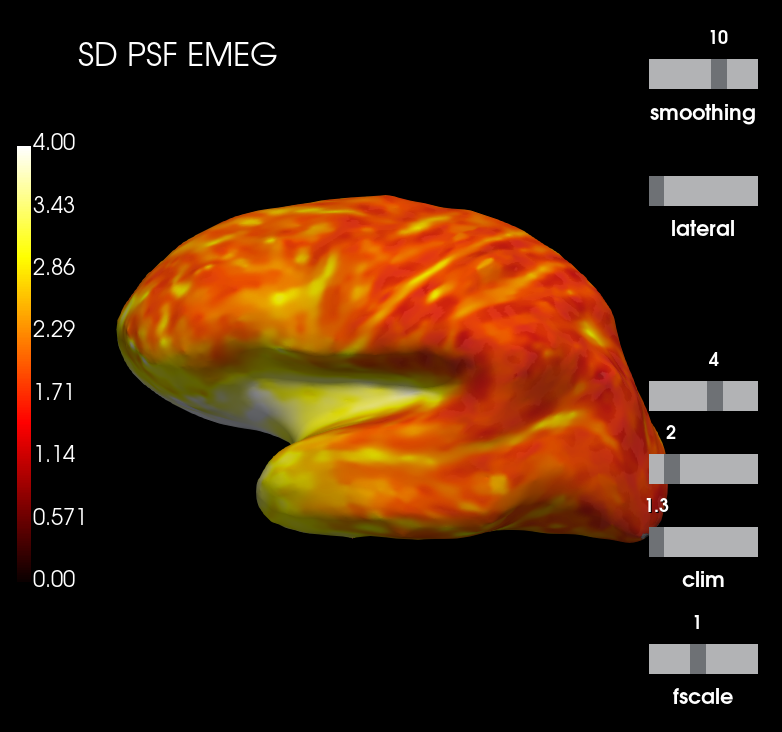 SD PSF EMEG
10
smoothing
lateral
4.00
3.43
2.86
2.29
1.71
1.14
0.571
0.00
4
2
1.3
clim
1
fscale